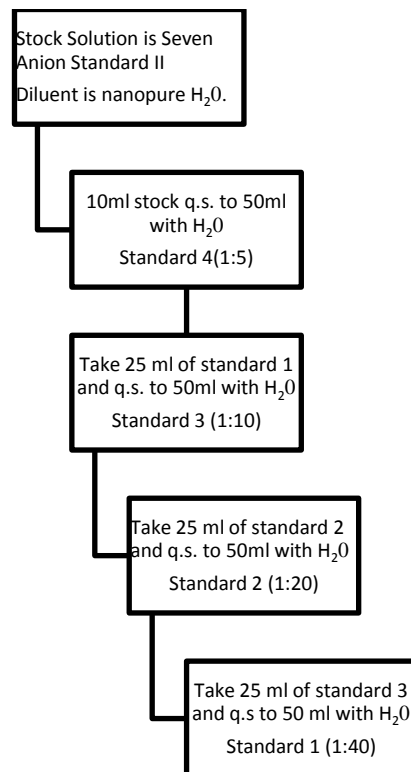 Stock Solution is Seven
Anion Standard II
Diluent is nanopure H₂0.
10ml stock q.s. to 50ml
with H₂0
Standard 4(1:5)
Take 25 ml of standard 1
and q.s. to 50ml with H₂0
Standard 3 (1:10)
Take 25 ml of standard 2
and q.s. to 50ml with H₂0
Standard 2 (1:20)
Take 25 ml of standard 3
and q.s to 50 ml with H₂0
Standard 1 (1:40)